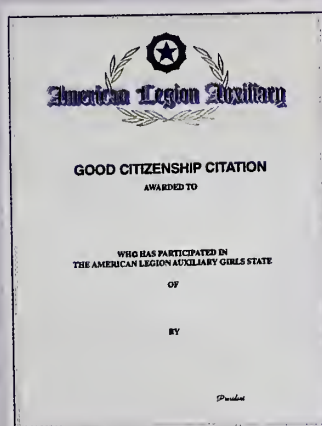 American Legion Auxiliary
GOOD CITIZENSHIP CITATION
AWARDED TO
WHO HAS PARTICIPATED IN
THE AMERICAN LEGION AUXILIARY GIRLS STATE
OF
BY
President